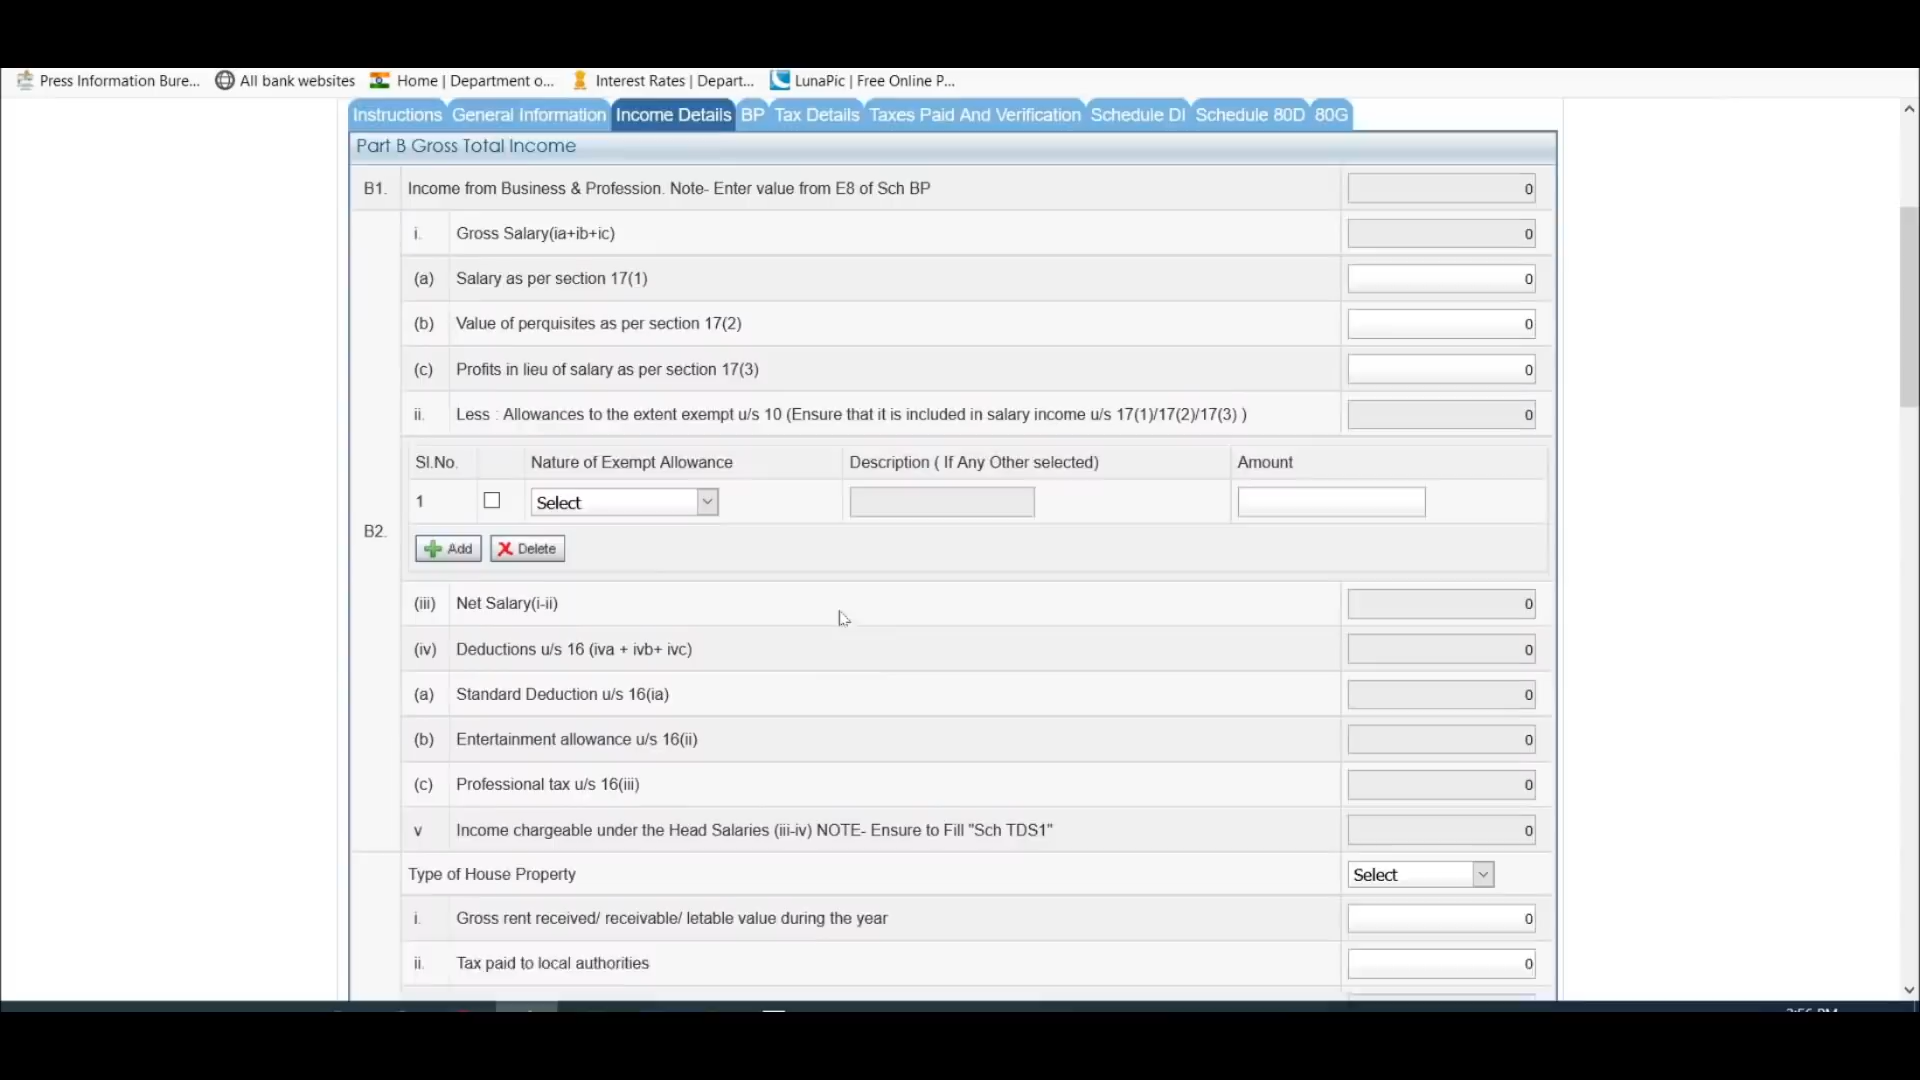 Press Information Bure... All bank websites Home | Department o... Interest Rates | Depart... LunaPic | Free Online P...
Instructions General Information Income Details BP Tax Details Taxes Paid And Verification Schedule DI Schedule 80D 80G
Part B Gross Total Income
B1. Income from Business & Profession. Note- Enter value from E8 of Sch BP 0
i. Gross Salary(ia+ib+ic) 0
(a) Salary as per section 17(1) 0
(b) Value of perquisites as per section 17(2) 0
(c) Profits in lieu of salary as per section 17(3) 0
ii. Less : Allowances to the extent exempt u/s 10 (Ensure that it is included in salary income u/s 17(1)/17(2)/17(3) ) 0
Sl.No. Nature of Exempt Allowance Description ( If Any Other selected) Amount
1 Select
B2.
Add Delete
(iii) Net Salary(i-ii) 0
(iv) Deductions u/s 16 (iva + ivb+ ivc) 0
(a) Standard Deduction u/s 16(ia) 0
(b) Entertainment allowance u/s 16(ii) 0
(c) Professional tax u/s 16(iii) 0
v Income chargeable under the Head Salaries (iii-iv) NOTE- Ensure to Fill "Sch TDS1" 0
Type of House Property Select
i. Gross rent received/ receivable/ letable value during the year 0
ii. Tax paid to local authorities 0